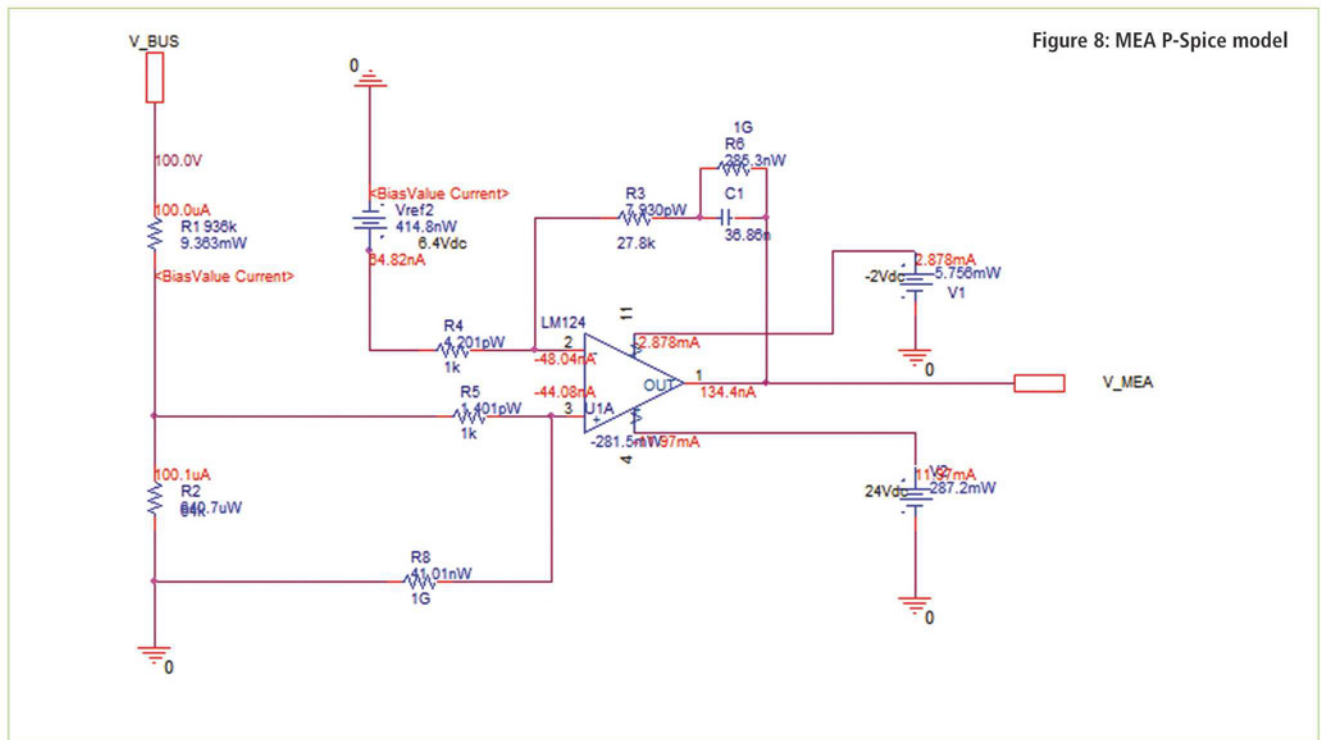 Figure 8: MEA P-Spice model
V_BUS
0
100.0V
100.0uA
R1 936k
9.363mW
<BiasValue Current>
<BiasValue Current>
Vref2
414.8nW
6.4Vdc
64.82nA
1G
R6
285.3nW
R3
7.930pW
27.8k
C1
36.86n
R4
4.201pW
1k
LM124
2
-48.04nA
11
2.878mA
-2Vdc
2.878mA
5.756mW
V1
0
R5
1.401pW
1k
-44.08nA
3
U1A
OUT
1
134.4nA
V_MEA
-281.5mW
11.97mA
4
100.1uA
R2
640.7uW
24Vdc
V2
11.97mA
287.2mW
0
R8
41.01nW
1G
0